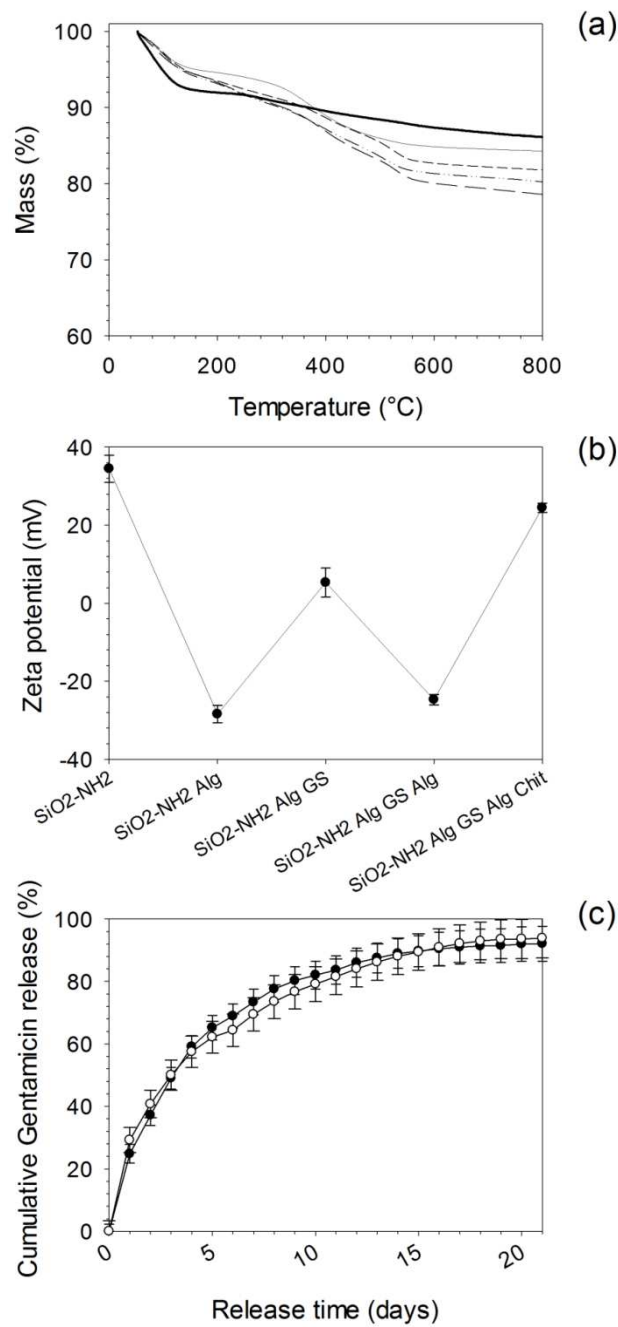 (a)
100
90
80
70
60
Mass (%)
0 200 400 600 800
Temperature (°C)
(b)
40
20
0
-20
-40
Zeta potential (mV)
SiO2-NH2
SiO2-NH2 Alg
SiO2-NH2 Alg GS
SiO2-NH2 Alg GS Alg
SiO2-NH2 Alg GS Alg Chit
(c)
100
80
60
40
20
0
Cumulative Gentamicin release (%)
0 5 10 15 20
Release time (days)